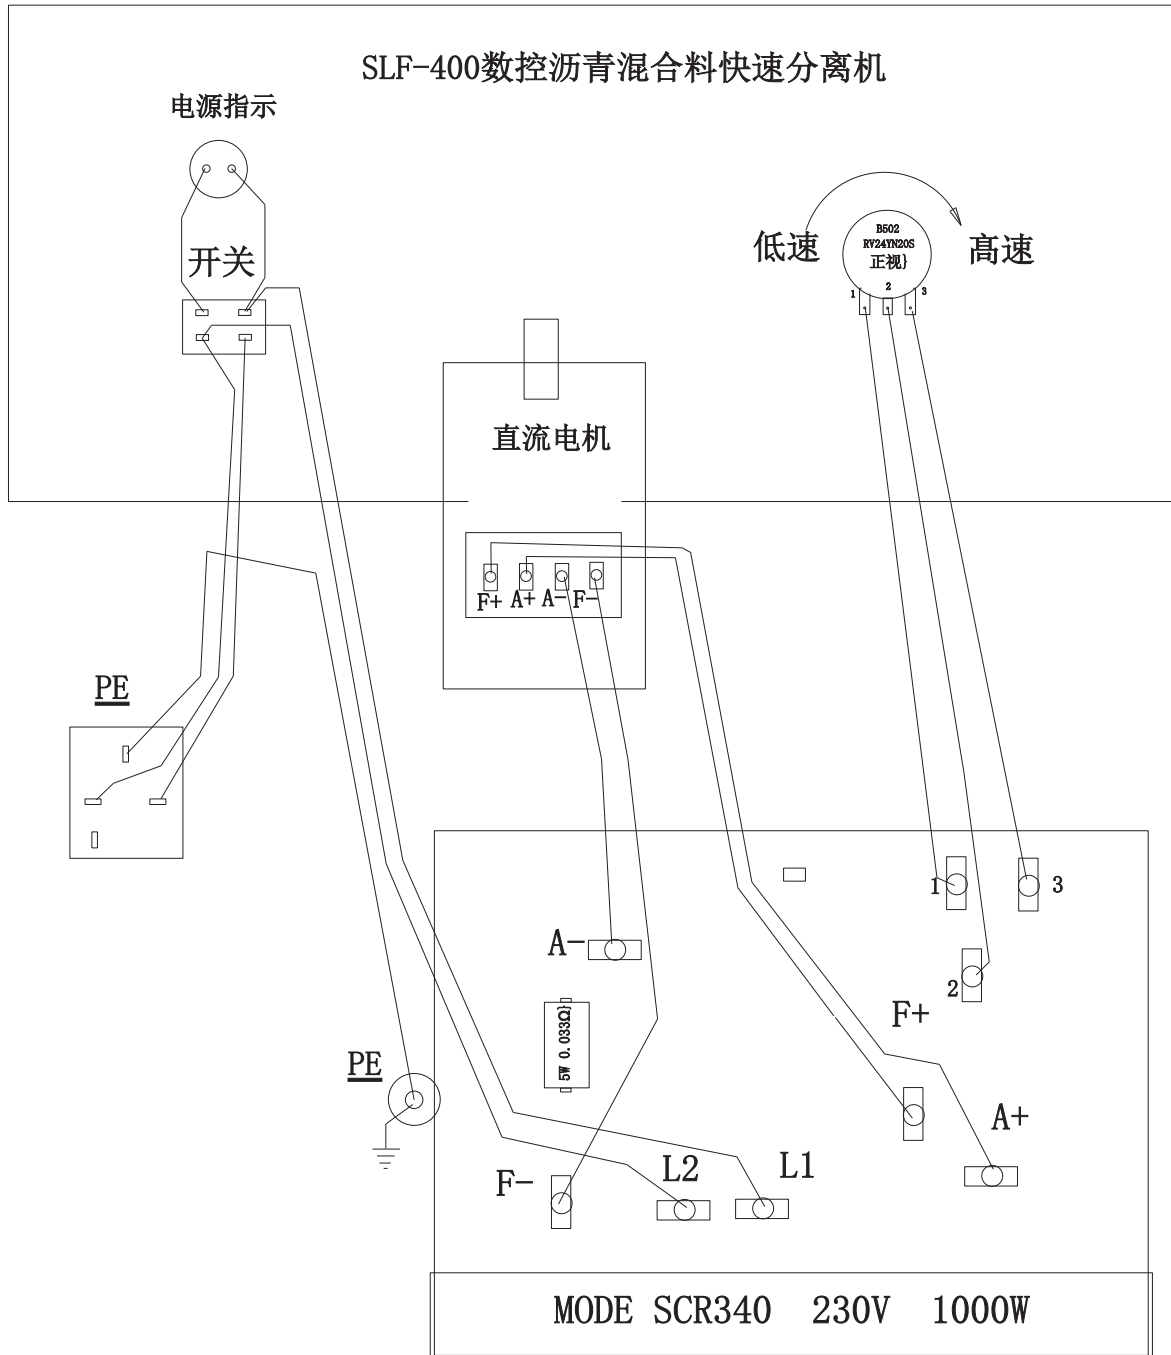 SLF-400数控沥青混合料快速分离机
电源指示
开关
低速
B502
RV24YN20S
正视}
高速
1 2 3
直流电机
F+ A+ A- F-
PE
1 3
A-
2
F+
5W 0.033Ω}
PE
A+
F- L2 L1
MODE SCR340 230V 1000W